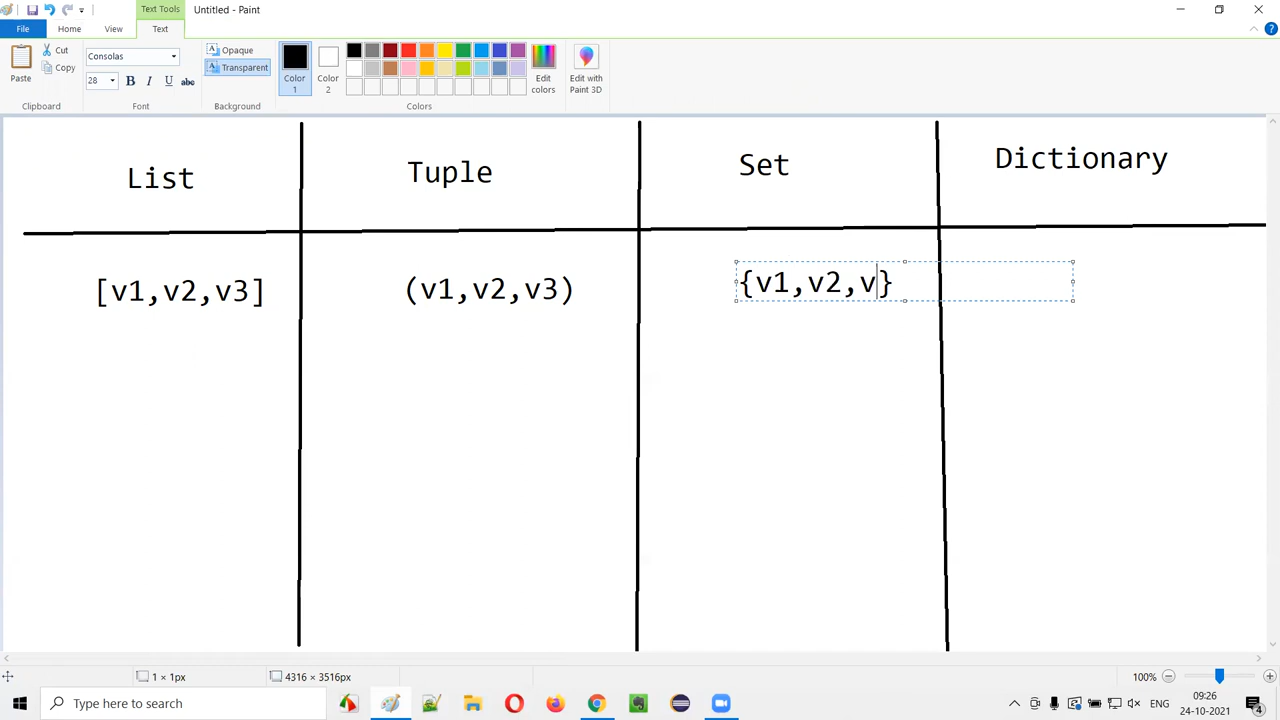 Text Tools
Untitled - Paint
File
Home
View
Text
Paste
Cut
Copy
Clipboard
Consolas
28
B I U abc
Font
Opaque
Transparent
Background
Color
1
Color
2
Edit
colors
Colors
Edit with
Paint 3D
List
Tuple
Set
Dictionary
[v1,v2,v3]
(v1,v2,v3)
{v1,v2,v}
1 × 1px
4316 × 3516px
100%
Type here to search
ENG
09:26
24-10-2021
4